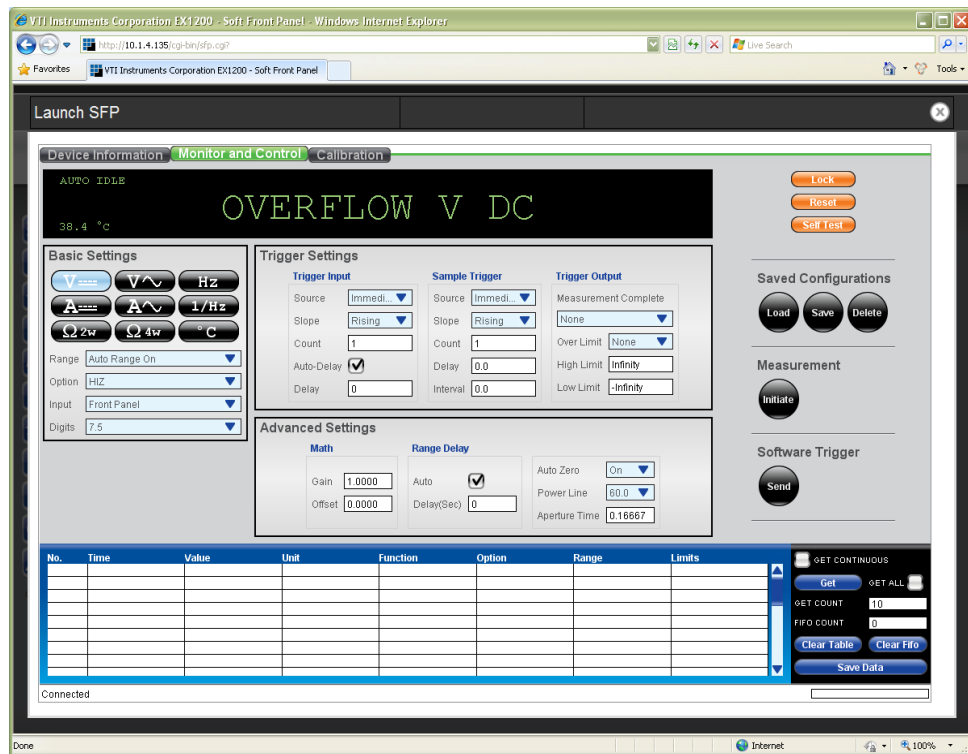 VTI Instruments Corporation EX1200 - Soft Front Panel - Windows Internet Explorer
http://10.1.4.135/cgi-bin/sfp.cgi?
Live Search
Favorites
VTI Instruments Corporation EX1200 - Soft Front Panel
Tools
Launch SFP
Device Information
Monitor and Control
Calibration
AUTO IDLE
OVERFLOW V DC
38.4 °C
Lock
Reset
Self Test
Basic Settings
V
V
Hz
A
A
1/Hz
Ω 2w
Ω 4w
° C
Range Auto Range On
Option HIZ
Input Front Panel
Digits 7.5
Trigger Settings
Trigger Input
Source Immedi...
Slope Rising
Count 1
Auto-Delay
Delay 0
Sample Trigger
Source Immedi...
Slope Rising
Count 1
Delay 0.0
Interval 0.0
Trigger Output
Measurement Complete
None
Over Limit None
High Limit Infinity
Low Limit -Infinity
Advanced Settings
Math
Gain 1.0000
Offset 0.0000
Range Delay
Auto
Delay(Sec) 0
Auto Zero On
Power Line 60.0
Aperture Time 0.16667
Saved Configurations
Load Save Delete
Measurement
Initiate
Software Trigger
Send
No. Time Value Unit Function Option Range Limits
GET CONTINUOUS
Get GET ALL
GET COUNT 10
FIFO COUNT 0
Clear Table Clear Fifo
Save Data
Connected
Done
Internet
100%